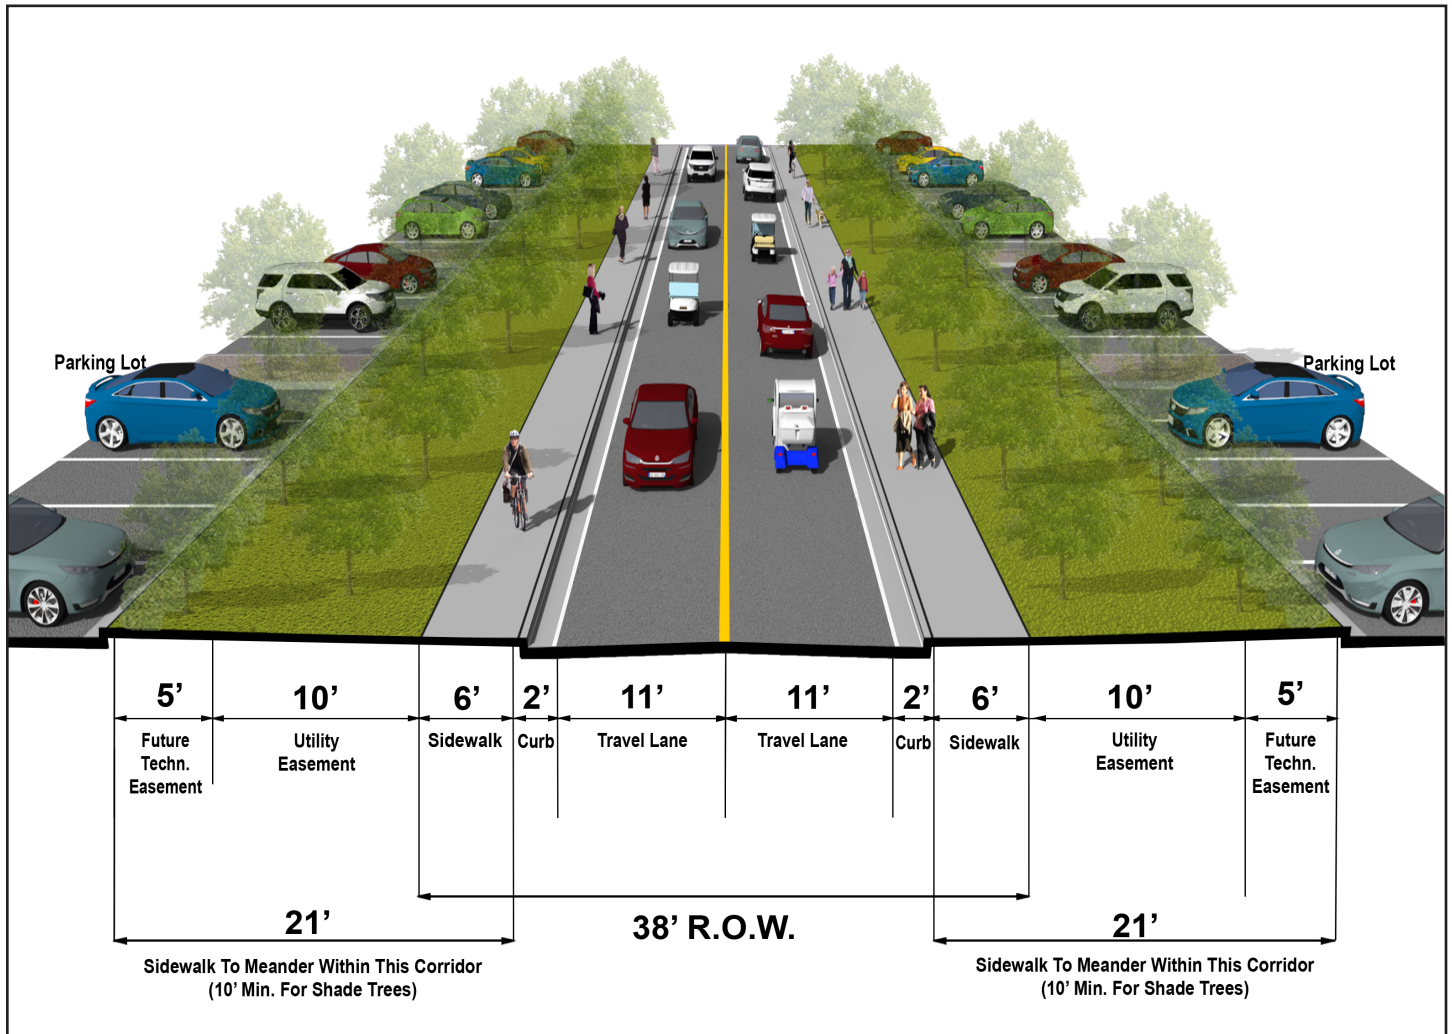 Parking Lot
Parking Lot
5’ 10’ 6’ 2’ 11’ 11’ 2’ 6’ 10’ 5’
Future
Techn.
Easement
Utility
Easement
Sidewalk
Curb
Travel Lane
Travel Lane
Curb
Sidewalk
Utility
Easement
Future
Techn.
Easement
21’
38’ R.O.W.
21’
Sidewalk To Meander Within This Corridor
(10’ Min. For Shade Trees)
Sidewalk To Meander Within This Corridor
(10’ Min. For Shade Trees)